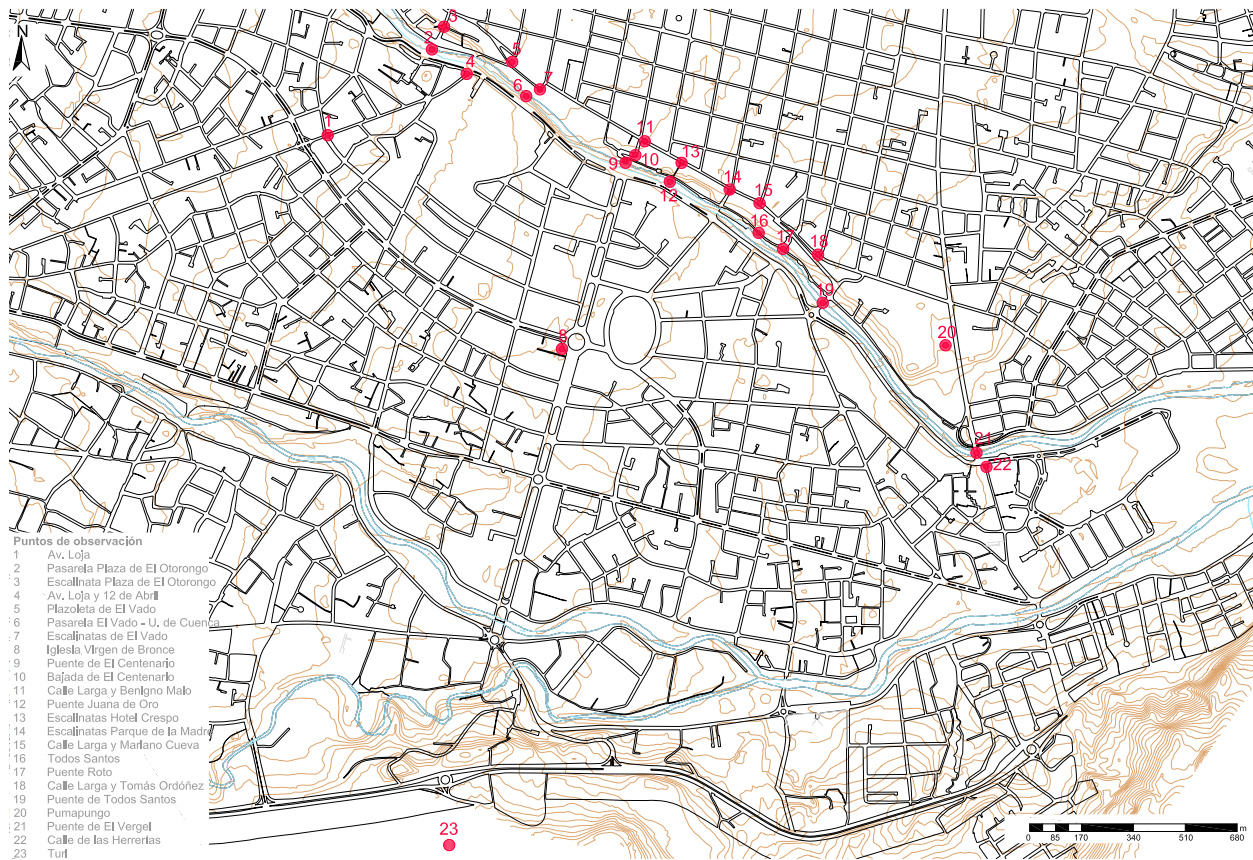 N
3
2
5
4
7
6
1
11
10
9
13
12
14
15
16
17
18
19
8
20
21
22
Puntos de observación
1 Av. Loja
2 Pasarela Plaza de El Otorongo
3 Escalinata Plaza de El Otorongo
4 Av. Loja y 12 de Abril
5 Plazoleta de El Vado
6 Pasarela El Vado - U. de Cuenca
7 Escalinatas de El Vado
8 Iglesia Virgen de Bronce
9 Puente de El Centenario
10 Bajada de El Centenario
11 Calle Larga y Benigno Malo
12 Puente Juana de Oro
13 Escalinatas Hotel Crespo
14 Escalinatas Parque de la Madre
15 Calle Larga y Mariano Cueva
16 Todos Santos
17 Puente Roto
18 Calle Larga y Tomás Ordóñez
19 Puente de Todos Santos
20 Pumapungo
21 Puente de El Vergel
22 Calle de las Herrerías
23 Turi
23
m
0 85 170 340 510 680